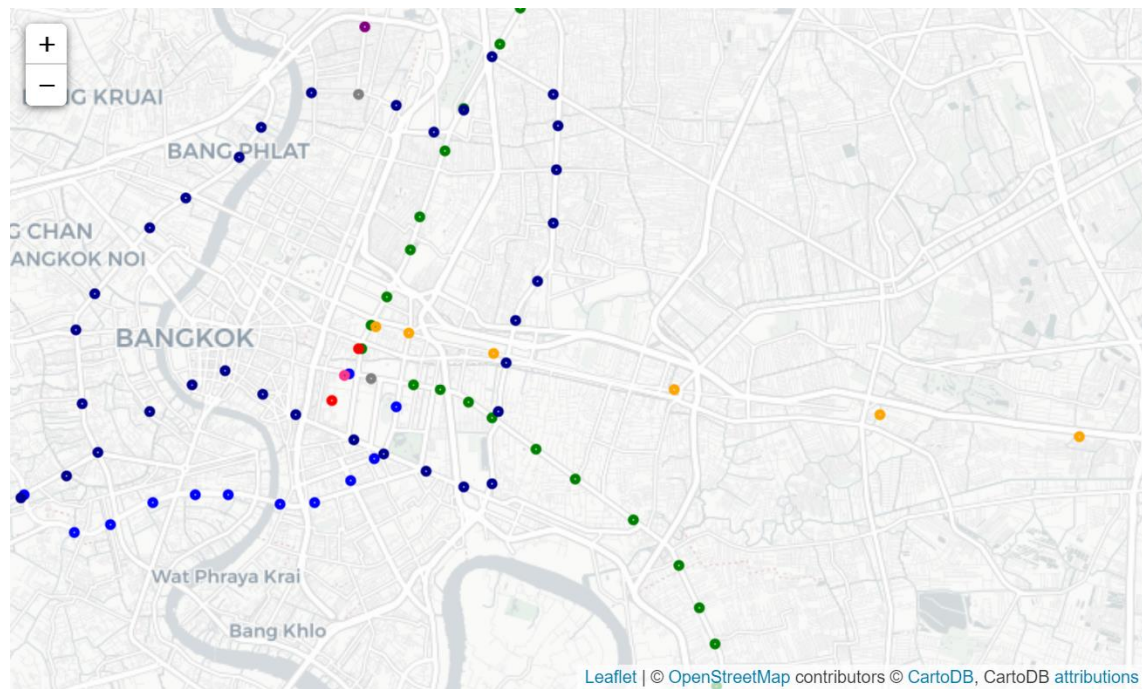 +
−
KRUAI
BANG PHLAT
CHAN
ANGKOK NOI
BANGKOK
Wat Phraya Krai
Bang Khlo
Leaflet | © OpenStreetMap contributors © CartoDB, CartoDB attributions